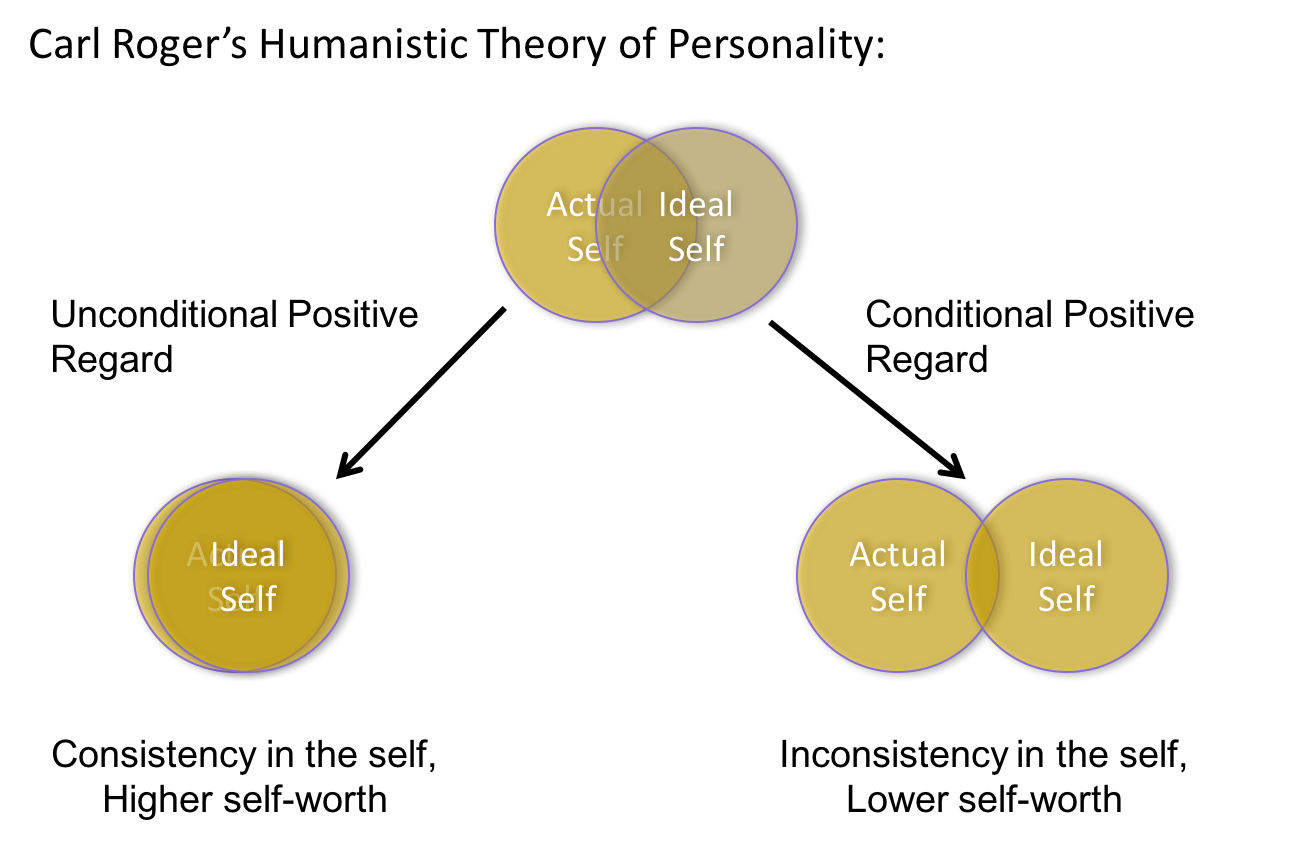 Carl Roger’s Humanistic Theory of Personality:
Actual
Self
Ideal
Self
Unconditional Positive
Regard
Conditional Positive
Regard
Actual
Self
Ideal
Self
Actual
Self
Ideal
Self
Consistency in the self,
Higher self-worth
Inconsistency in the self,
Lower self-worth